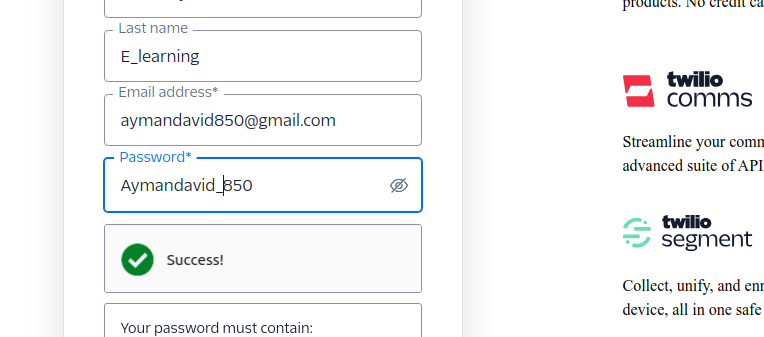 products. No credit ca
Last name
E_learning
Email address*
aymandavid850@gmail.com
Password*
Aymandavid_850
Success!
Your password must contain:
twilio
comms
Streamline your comm
advanced suite of API
twilio
segment
Collect, unify, and enr
device, all in one safe